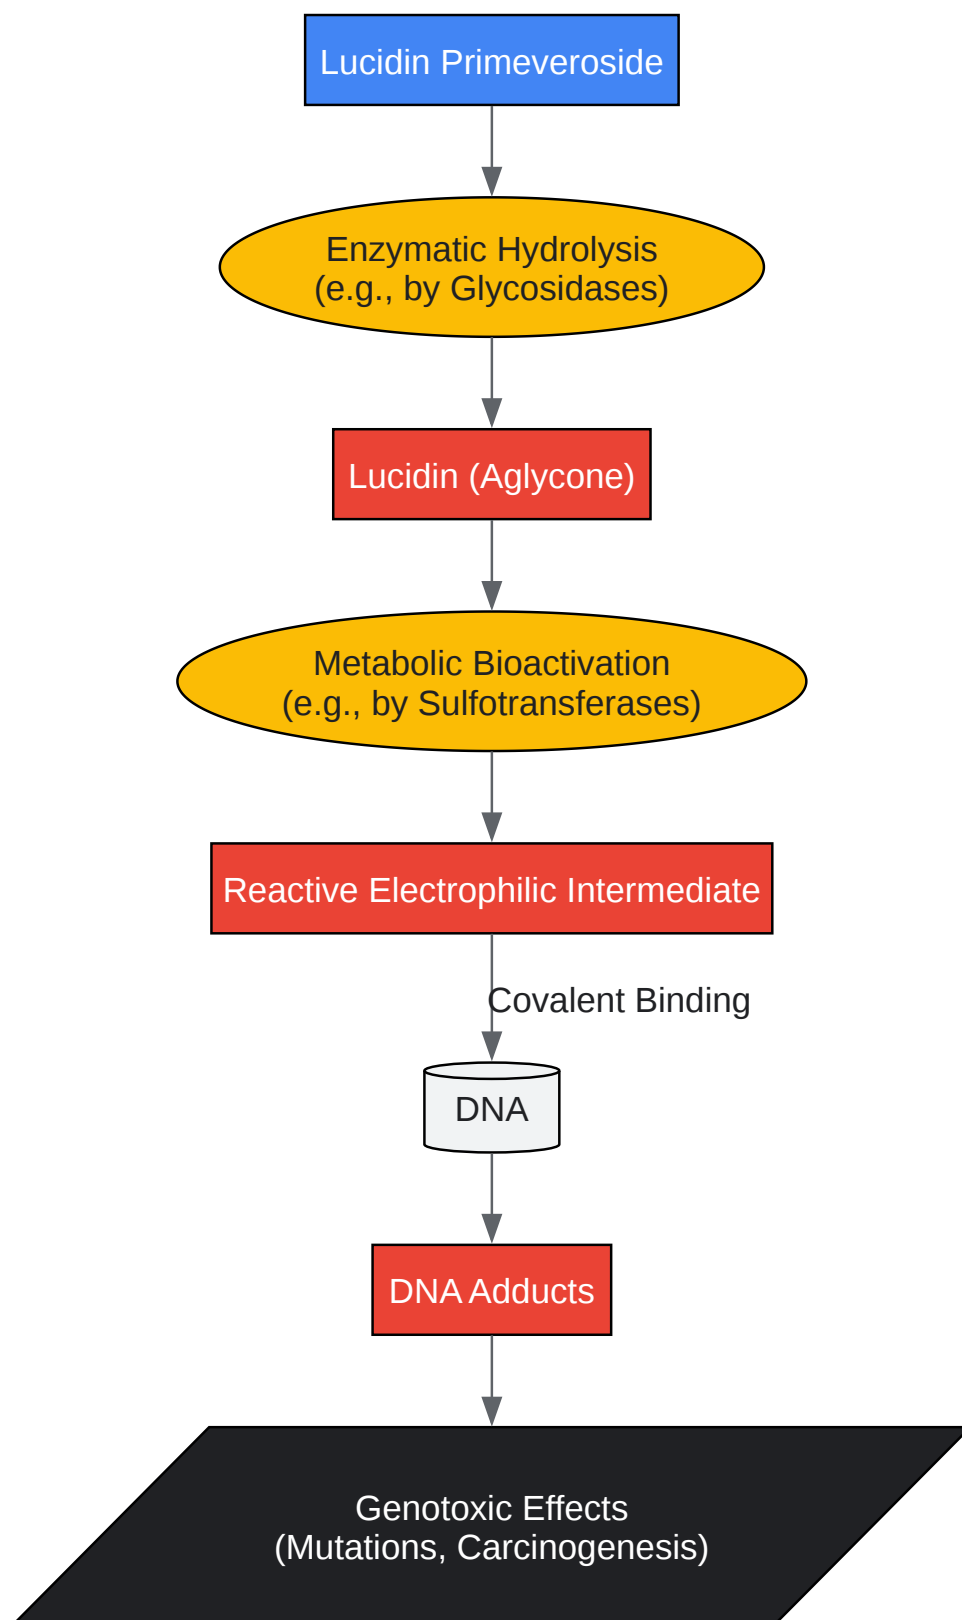 Lucidin Primeveroside
Enzymatic Hydrolysis
(e.g., by Glycosidases)
Lucidin (Aglycone)
Metabolic Bioactivation
(e.g., by Sulfotransferases)
Reactive Electrophilic Intermediate
Covalent Binding
DNA
DNA Adducts
Genotoxic Effects
(Mutations, Carcinogenesis)